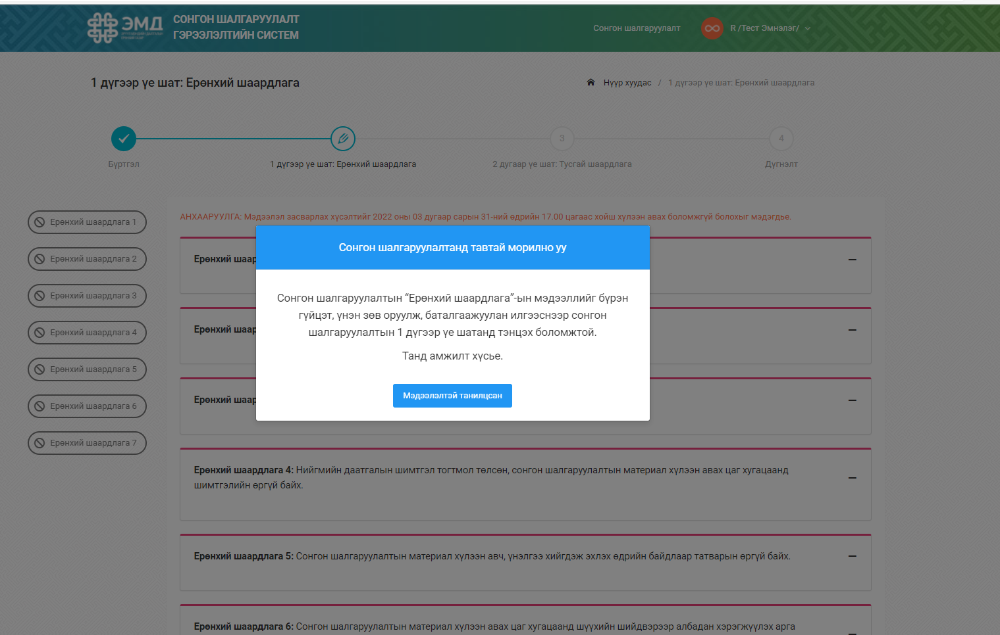 ЭМД
СОНГОН ШАЛГАРУУЛАЛТ
ГЭРЭЭЛЭЛТИЙН СИСТЕМ
Сонгон шалгаруулалт
R /Тест Эмнэлэг/
1 дүгээр үе шат: Ерөнхий шаардлага
Нүүр хуудас / 1 дүгээр үе шат: Ерөнхий шаардлага
3
4
Бүртгэл
1 дүгээр үе шат: Ерөнхий шаардлага
2 дугаар үе шат: Тусгай шаардлага
Дүгнэлт
Ерөнхий шаардлага 1
Ерөнхий шаардлага 2
Ерөнхий шаардлага 3
Ерөнхий шаардлага 4
Ерөнхий шаардлага 5
Ерөнхий шаардлага 6
Ерөнхий шаардлага 7
АНХААРУУЛГА: Мэдээлэл засварлах хүсэлтийг 2022 оны 03 дугаар сарын 31-ний өдрийн 17.00 цагаас хойш хүлээн авах боломжгүй болохыг мэдэгдье.
Ерөнхий шаар
Ерөнхий шаар
Ерөнхий шаар
Сонгон шалгаруулалтанд тавтай морилно уу
Сонгон шалгаруулалтын “Ерөнхий шаардлага”-ын мэдээллийг бүрэн
гүйцэт, үнэн зөв оруулж, баталгаажуулан илгээснээр сонгон
шалгаруулалтын 1 дүгээр үе шатанд тэнцэх боломжтой.
Танд амжилт хүсье.
Мэдээлэлтэй танилцсан
Ерөнхий шаардлага 4: Нийгмийн даатгалын шимтгэл тогтмол төлсөн, сонгон шалгаруулалтын материал хүлээн авах цаг хугацаанд
шимтгэлийн өргүй байх.
Ерөнхий шаардлага 5: Сонгон шалгаруулалтын материал хүлээн авч, үнэлгээ хийгдэж эхлэх өдрийн байдлаар татварын өргүй байх.
Ерөнхий шаардлага 6: Сонгон шалгаруулалтын материал хүлээн авах цаг хугацаанд шүүхийн шийдвэрээр албадан хэрэгжүүлэх арга